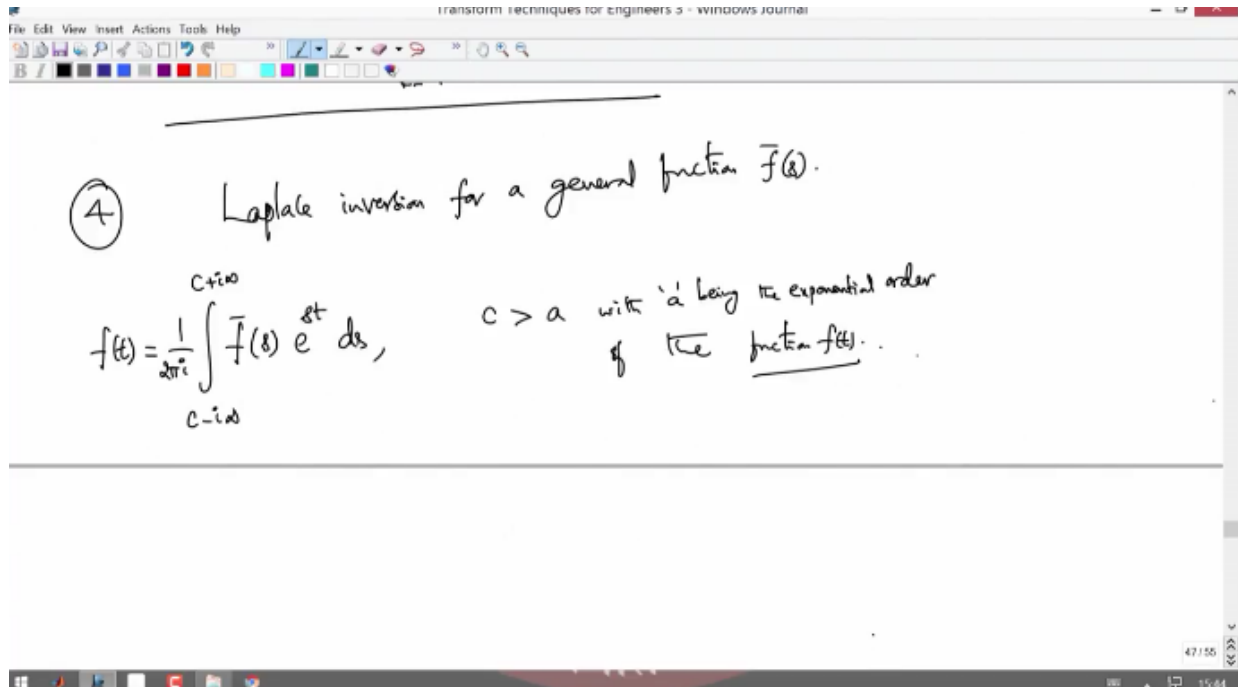 Transform Techniques for Engineers 3 - Windows Journal
File Edit View Insert Actions Tools Help
B I
4 Laplace inversion for a general function f̄(s).
f(t) = 1/2πi ∫_{c-i∞}^{c+i∞} f̄(s) e^{st} ds, c > a with 'a' being the exponential order
of the function f(t).
47/55
15:44